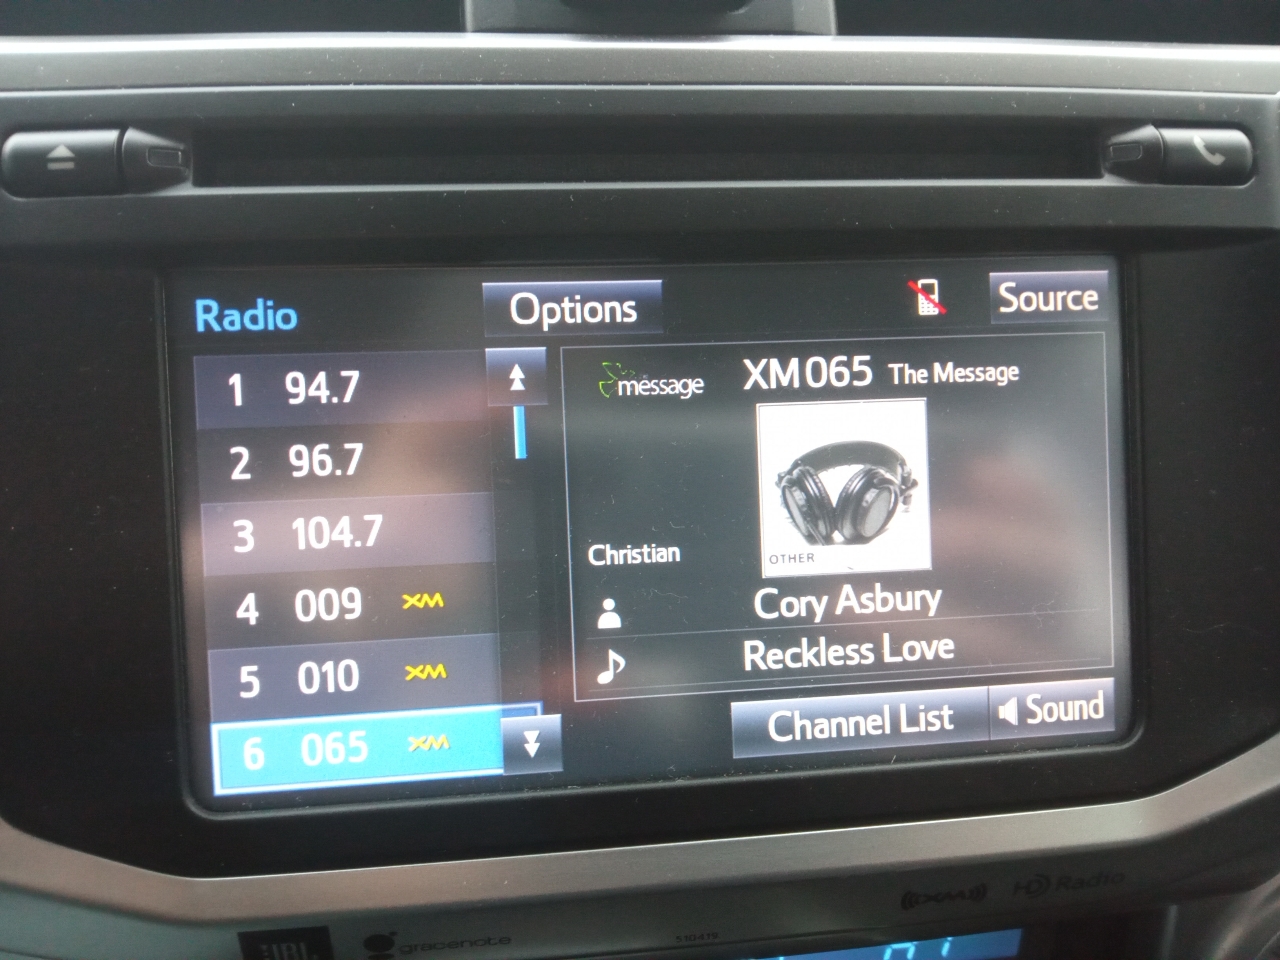 Radio
Options
Source
1 94.7
2 96.7
3 104.7
4 009 XM
5 010 XM
6 065 XM
message
XM065 The Message
OTHER
Christian
Cory Asbury
Reckless Love
Channel List
Sound
XM
HD Radio
JBL
gracenote
510419